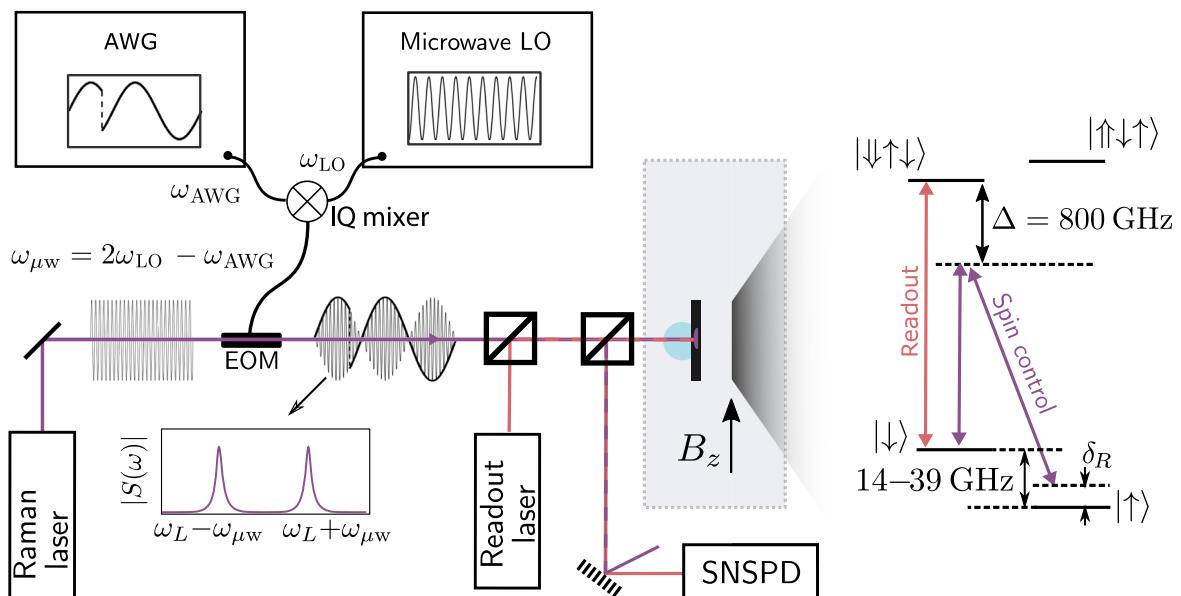 AWG
Microwave LO
ω_AWG
ω_LO
IQ mixer
ω_μw = 2ω_LO − ω_AWG
EOM
|S(ω)|
ω_L−ω_μw
ω_L+ω_μw
Raman
laser
Readout
laser
SNSPD
B_z
|⇓↑↓⟩
|⇑↓↑⟩
Δ = 800 GHz
Readout
Spin control
|↓⟩
14–39 GHz
δ_R
|↑⟩